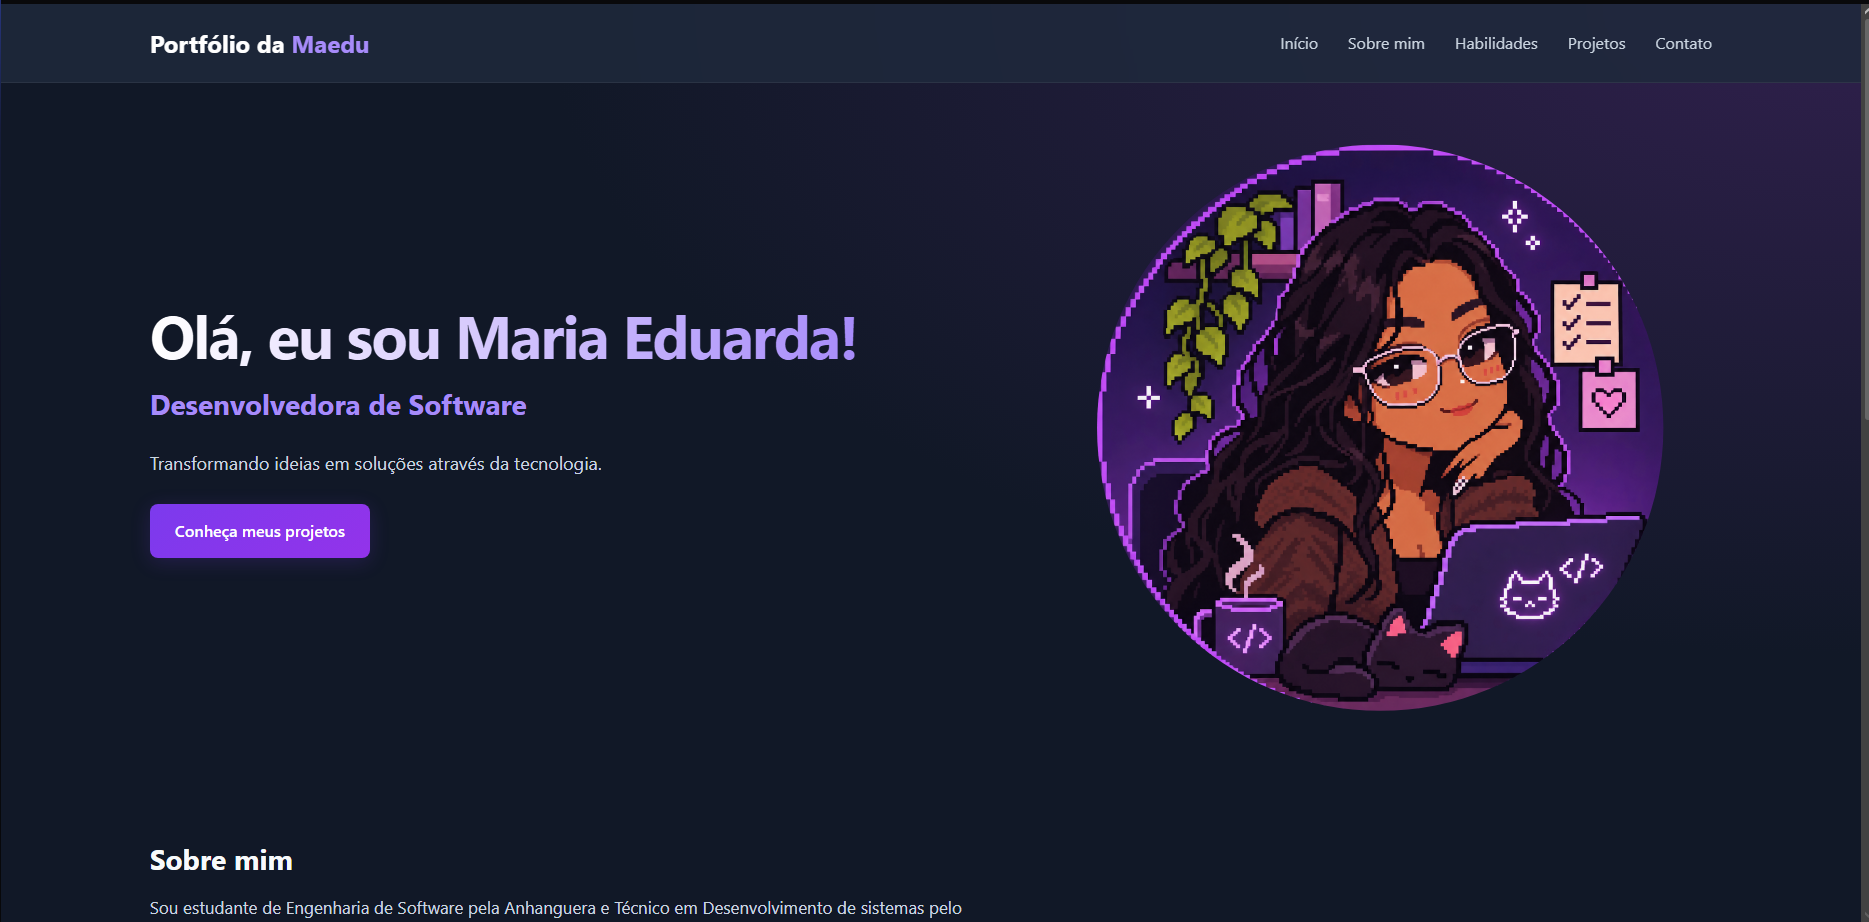 Portfólio da Maedu
Início Sobre mim Habilidades Projetos Contato
Olá, eu sou Maria Eduarda!
Desenvolvedora de Software
Transformando ideias em soluções através da tecnologia.
Conheça meus projetos
</>
</>
Sobre mim
Sou estudante de Engenharia de Software pela Anhanguera e Técnico em Desenvolvimento de sistemas pelo